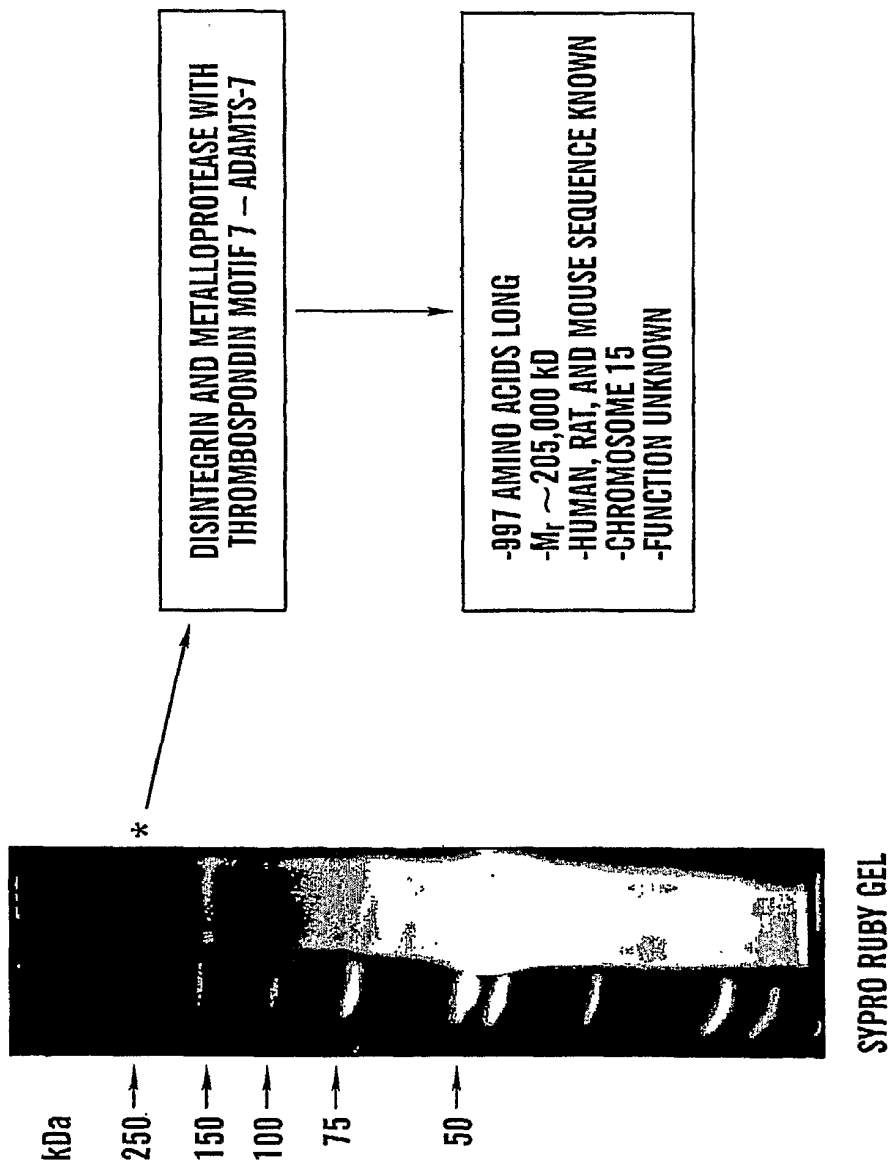 kDa
250
150
100
75
50
*
SYPRO RUBY GEL
DISINTEGRIN AND METALLOPROTEASE WITH
THROMBOSPONDIN MOTIF 7 – ADAMTS-7
-997 AMINO ACIDS LONG
-Mr ~205,000 kD
-HUMAN, RAT, AND MOUSE SEQUENCE KNOWN
-CHROMOSOME 15
-FUNCTION UNKNOWN